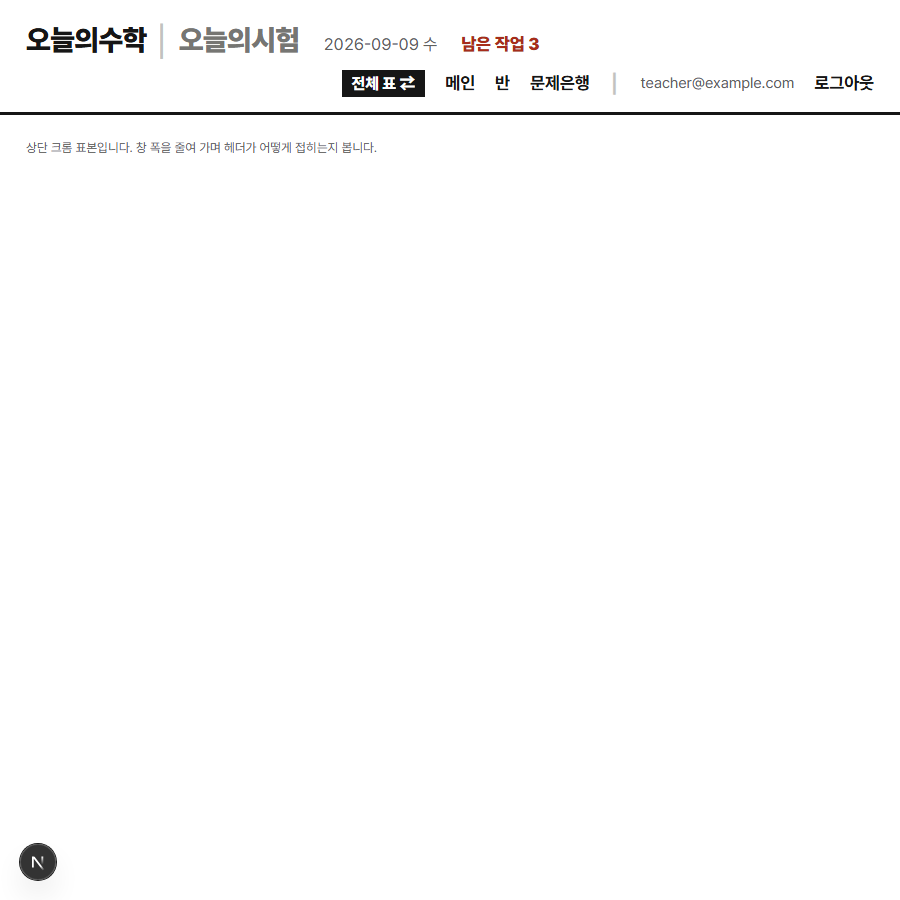 오늘의수학 | 오늘의시험 2026-09-09 수 남은 작업 3
전체 표 ⇄ 메인 반 문제은행 | teacher@example.com 로그아웃
상단 크롬 표본입니다. 창 폭을 줄여 가며 헤더가 어떻게 접히는지 봅니다.
N